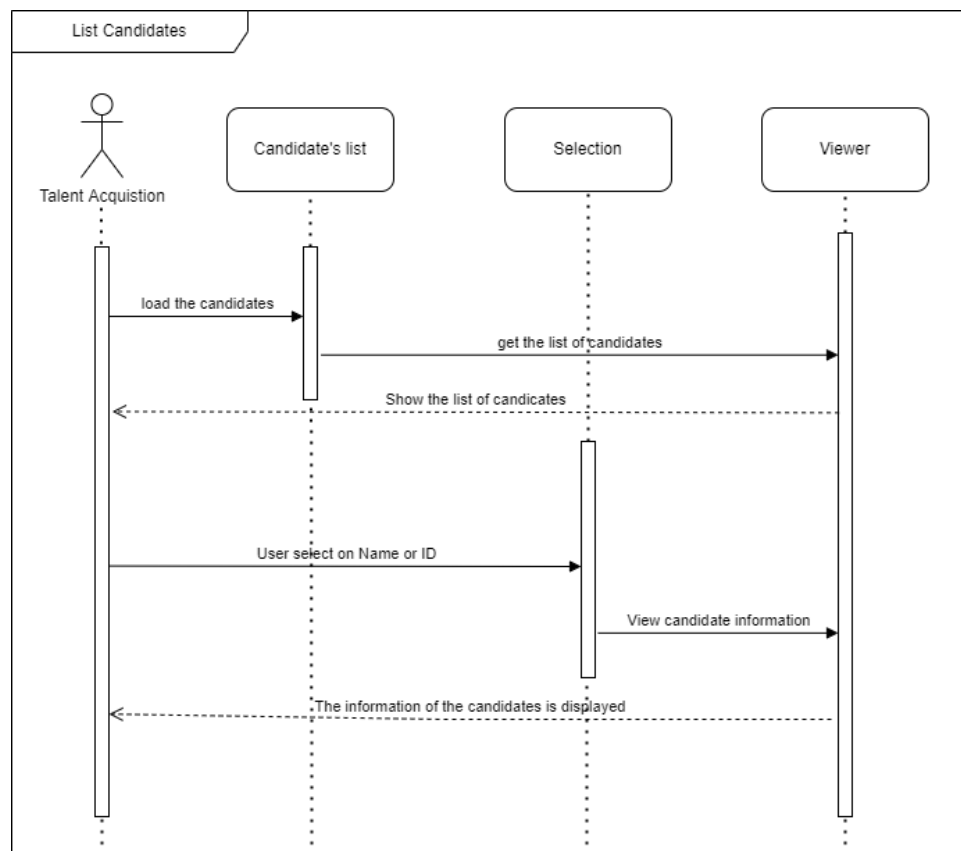 List Candidates
Talent Acquistion
Candidate's list
Selection
Viewer
load the candidates
get the list of candidates
Show the list of candicates
User select on Name or ID
View candidate information
The information of the candidates is displayed